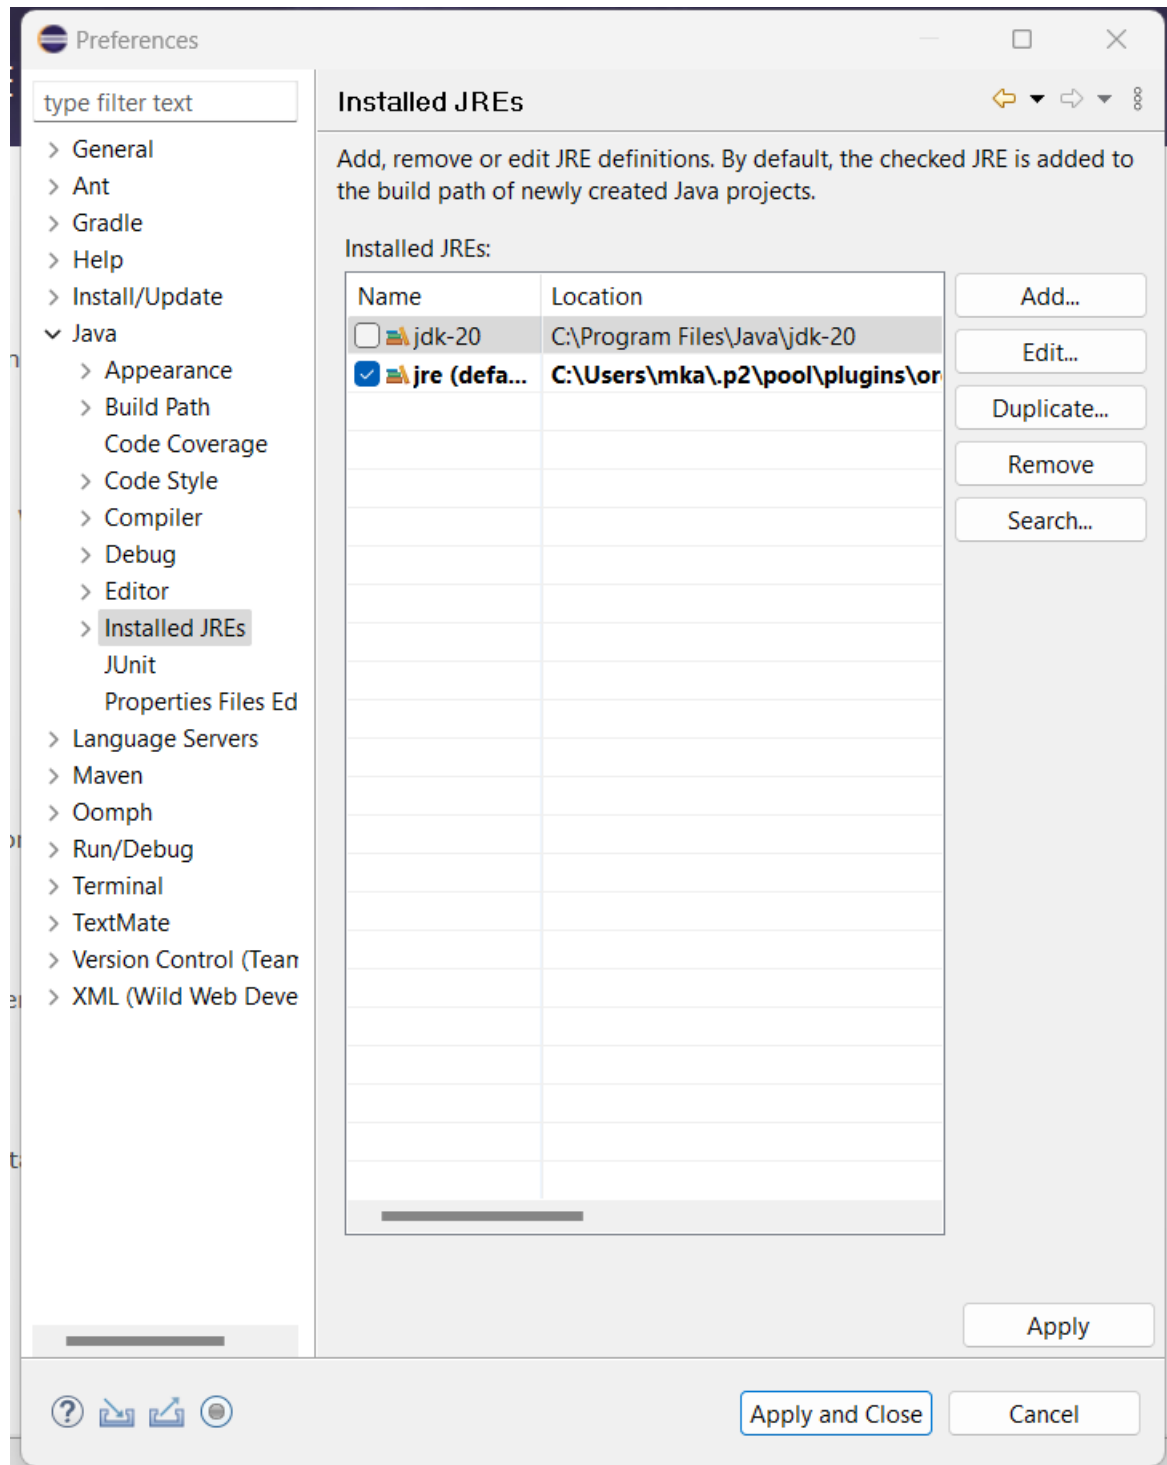 Preferences
type filter text
General
Ant
Gradle
Help
Install/Update
Java
Appearance
Build Path
Code Coverage
Code Style
Compiler
Debug
Editor
Installed JREs
JUnit
Properties Files Ed
Language Servers
Maven
Oomph
Run/Debug
Terminal
TextMate
Version Control (Team
XML (Wild Web Deve
Installed JREs
Add, remove or edit JRE definitions. By default, the checked JRE is added to
the build path of newly created Java projects.
Installed JREs:
Name Location
jdk-20 C:\Program Files\Java\jdk-20
jre (defa... C:\Users\mka\.p2\pool\plugins\or
Add...
Edit...
Duplicate...
Remove
Search...
Apply
Apply and Close Cancel